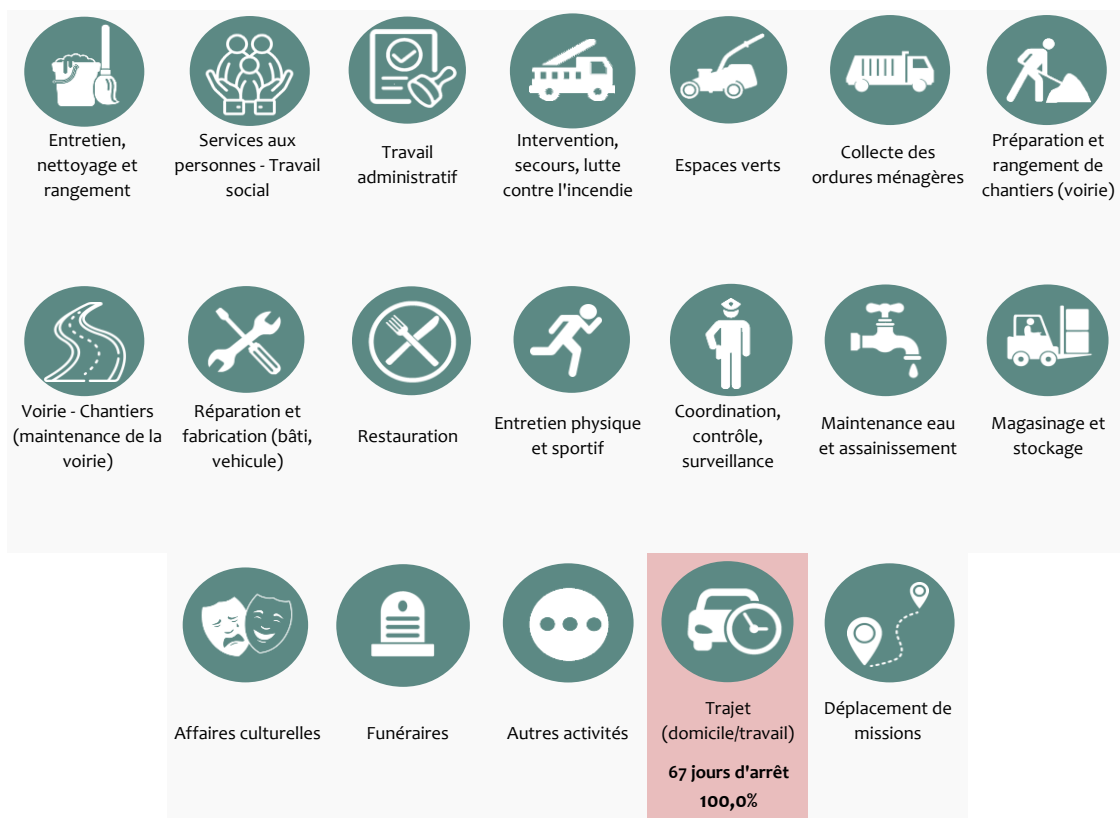 Entretien,
nettoyage et
rangement
Services aux
personnes - Travail
social
Travail
administratif
Intervention,
secours, lutte
contre l'incendie
Espaces verts
Collecte des
ordures ménagères
Préparation et
rangement de
chantiers (voirie)
Voirie - Chantiers
(maintenance de la
voirie)
Réparation et
fabrication (bâti,
vehicule)
Restauration
Entretien physique
et sportif
Coordination,
contrôle,
surveillance
Maintenance eau
et assainissement
Magasinage et
stockage
Affaires culturelles
Funéraires
Autres activités
Trajet
(domicile/travail)
67 jours d'arrêt
100,0%
Déplacement de
missions